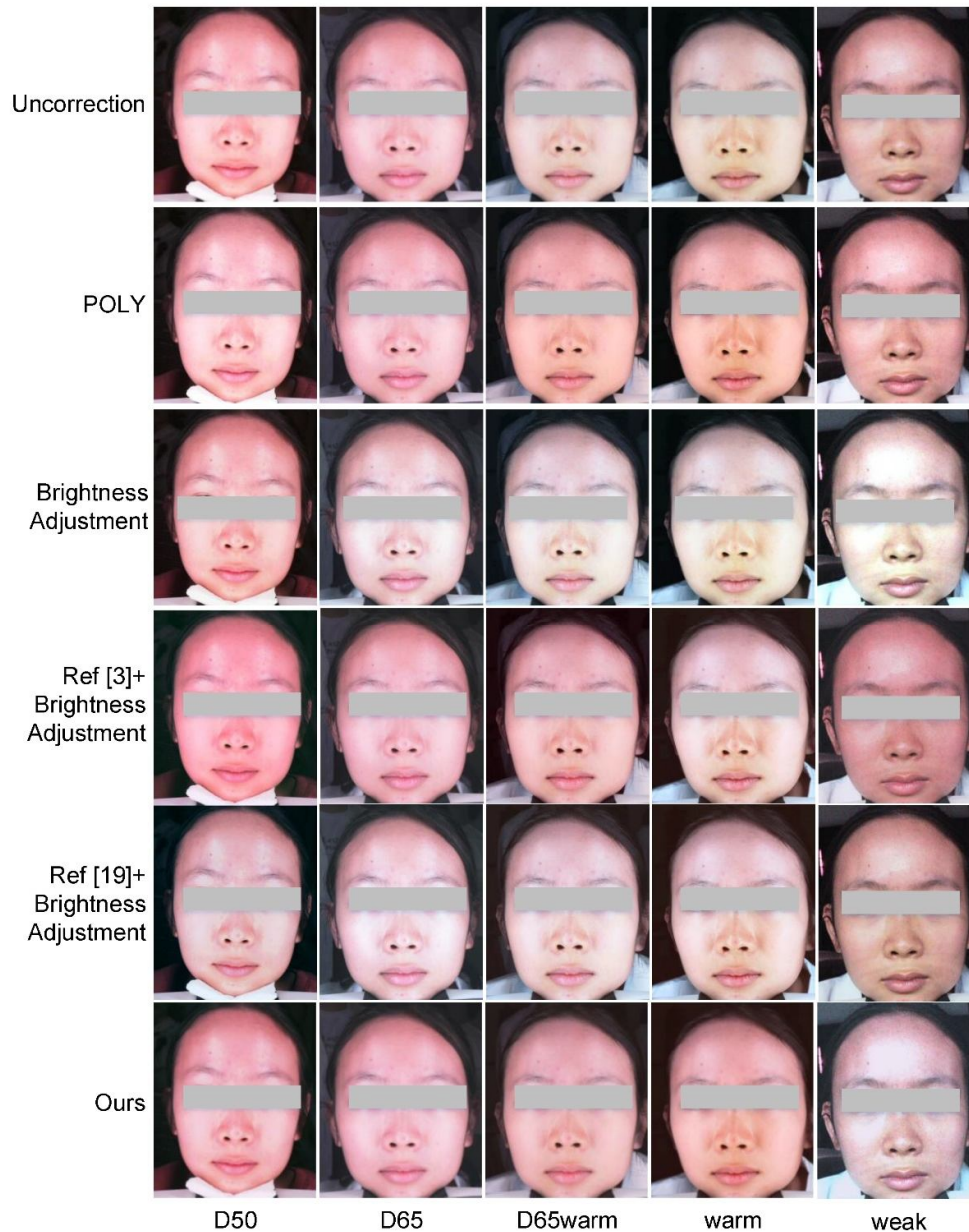 Uncorrection
POLY
Brightness
Adjustment
Ref [3]+
Brightness
Adjustment
Ref [19]+
Brightness
Adjustment
Ours
D50
D65
D65warm
warm
weak